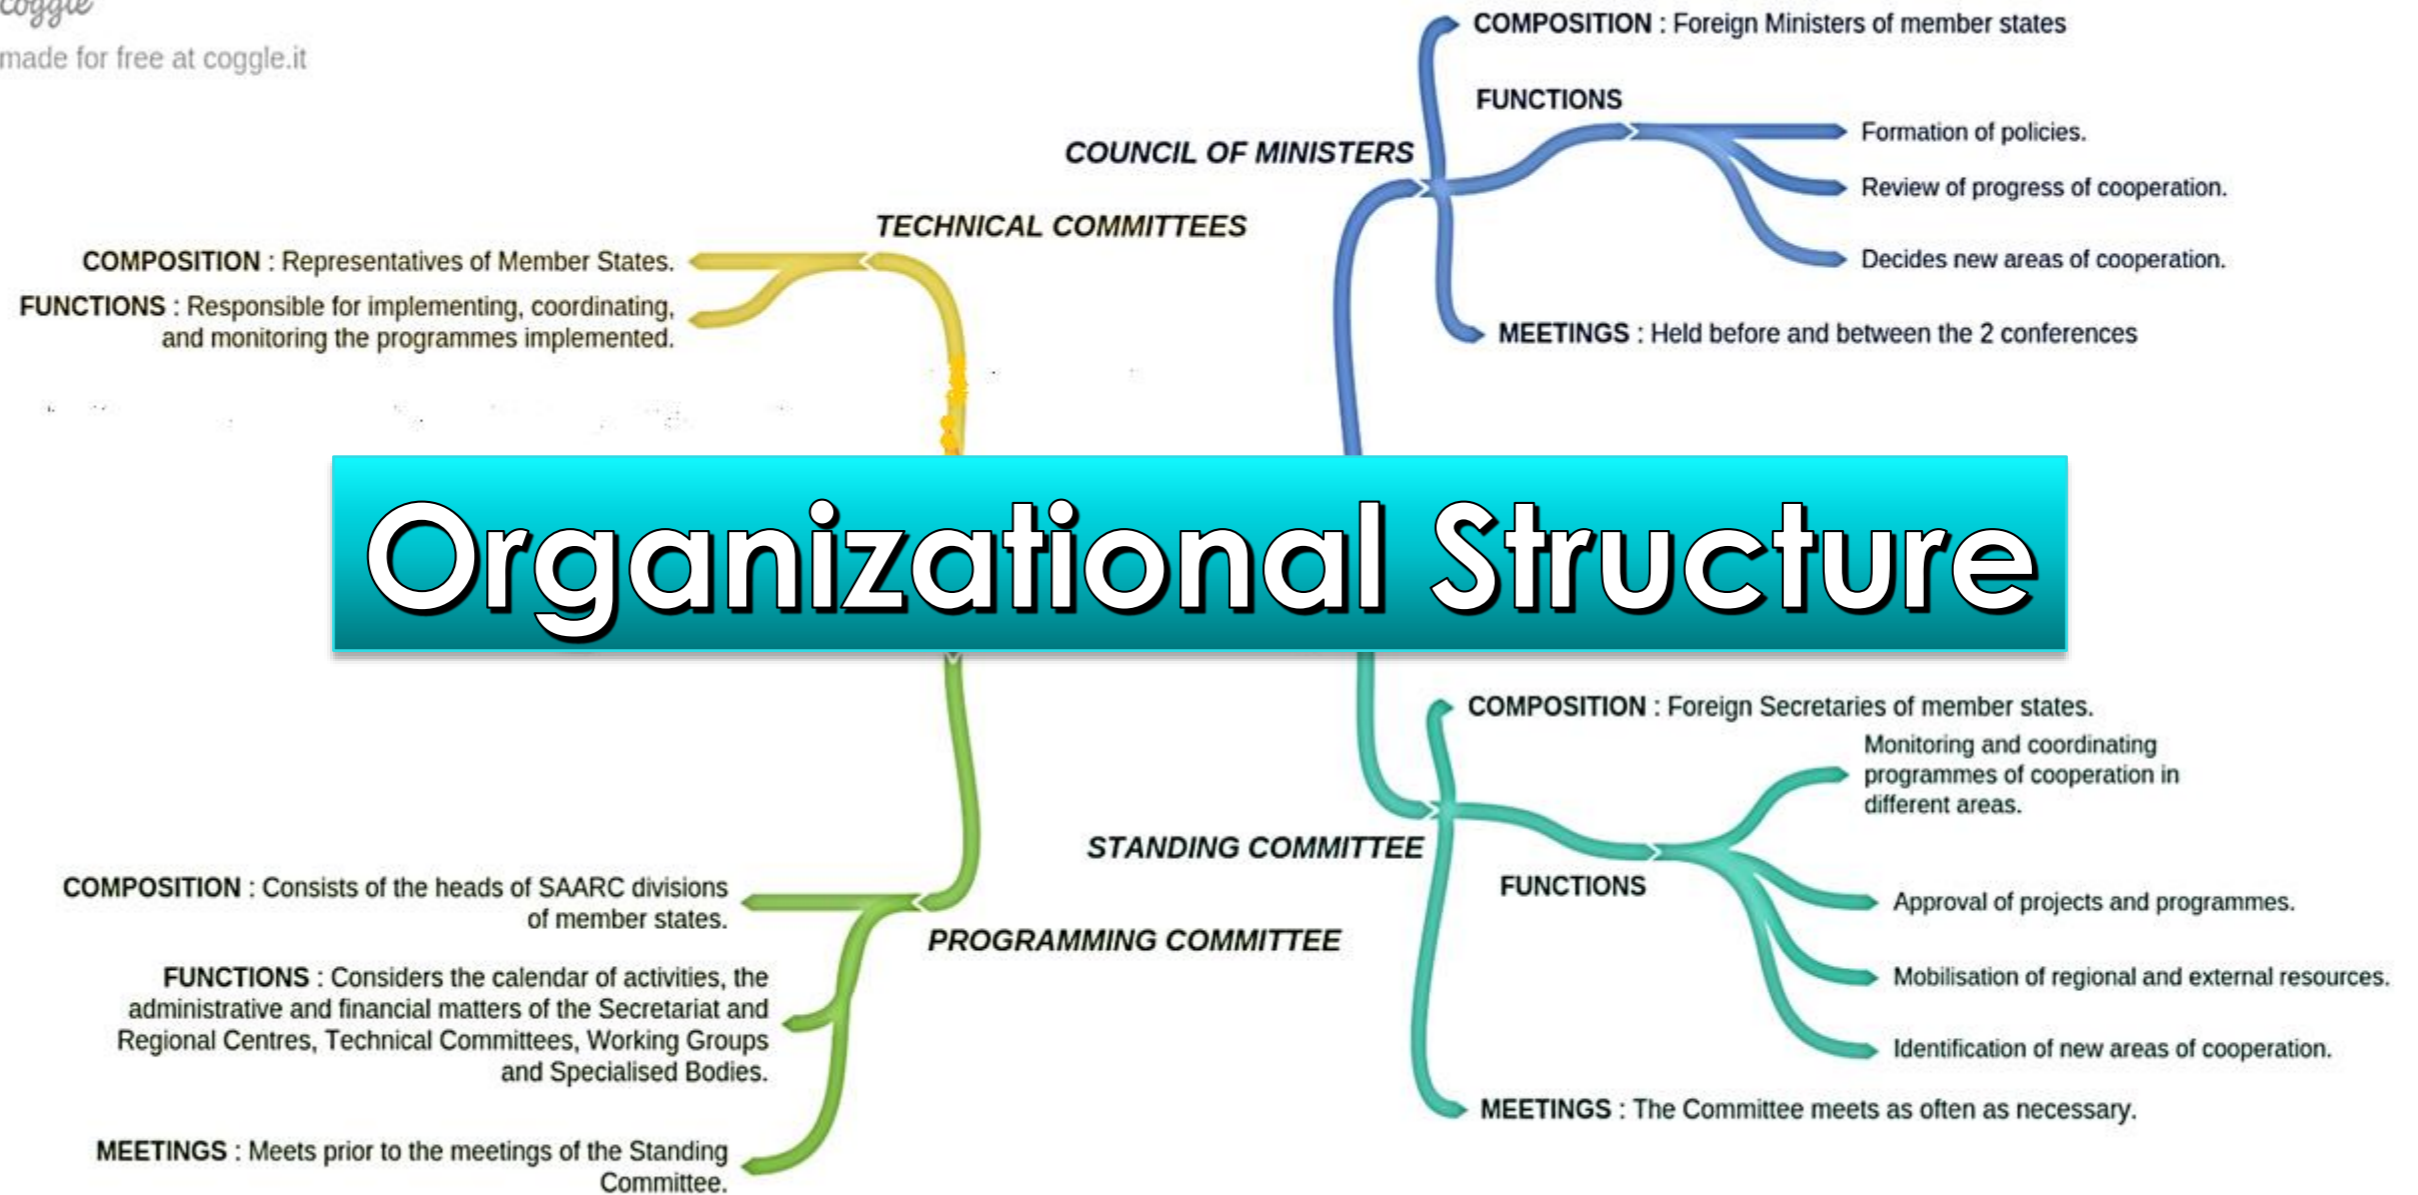 coggle
made for free at coggle.it
COMPOSITION : Foreign Ministers of member states
FUNCTIONS
Formation of policies.
Review of progress of cooperation.
Decides new areas of cooperation.
COUNCIL OF MINISTERS
MEETINGS : Held before and between the 2 conferences
TECHNICAL COMMITTEES
COMPOSITION : Representatives of Member States.
FUNCTIONS : Responsible for implementing, coordinating,
and monitoring the programmes implemented.
Organizational Structure
COMPOSITION : Foreign Secretaries of member states.
Monitoring and coordinating
programmes of cooperation in
different areas.
STANDING COMMITTEE
FUNCTIONS
Approval of projects and programmes.
Mobilisation of regional and external resources.
Identification of new areas of cooperation.
MEETINGS : The Committee meets as often as necessary.
COMPOSITION : Consists of the heads of SAARC divisions
of member states.
PROGRAMMING COMMITTEE
FUNCTIONS : Considers the calendar of activities, the
administrative and financial matters of the Secretariat and
Regional Centres, Technical Committees, Working Groups
and Specialised Bodies.
MEETINGS : Meets prior to the meetings of the Standing
Committee.